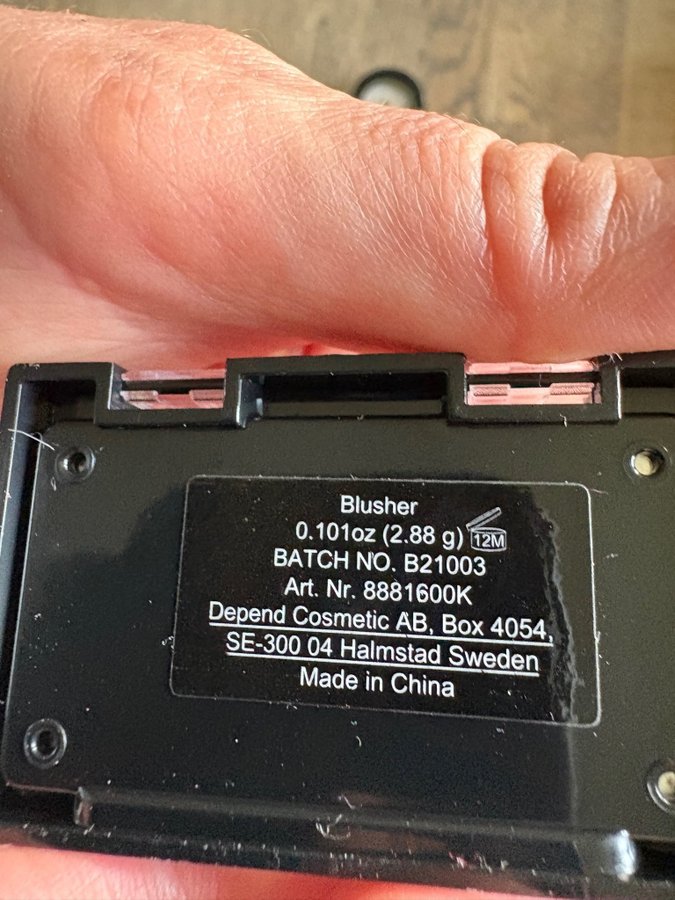 Blusher
0.101oz (2.88 g) 12M
BATCH NO. B21003
Art. Nr. 8881600K
Depend Cosmetic AB, Box 4054,
SE-300 04 Halmstad Sweden
Made in China